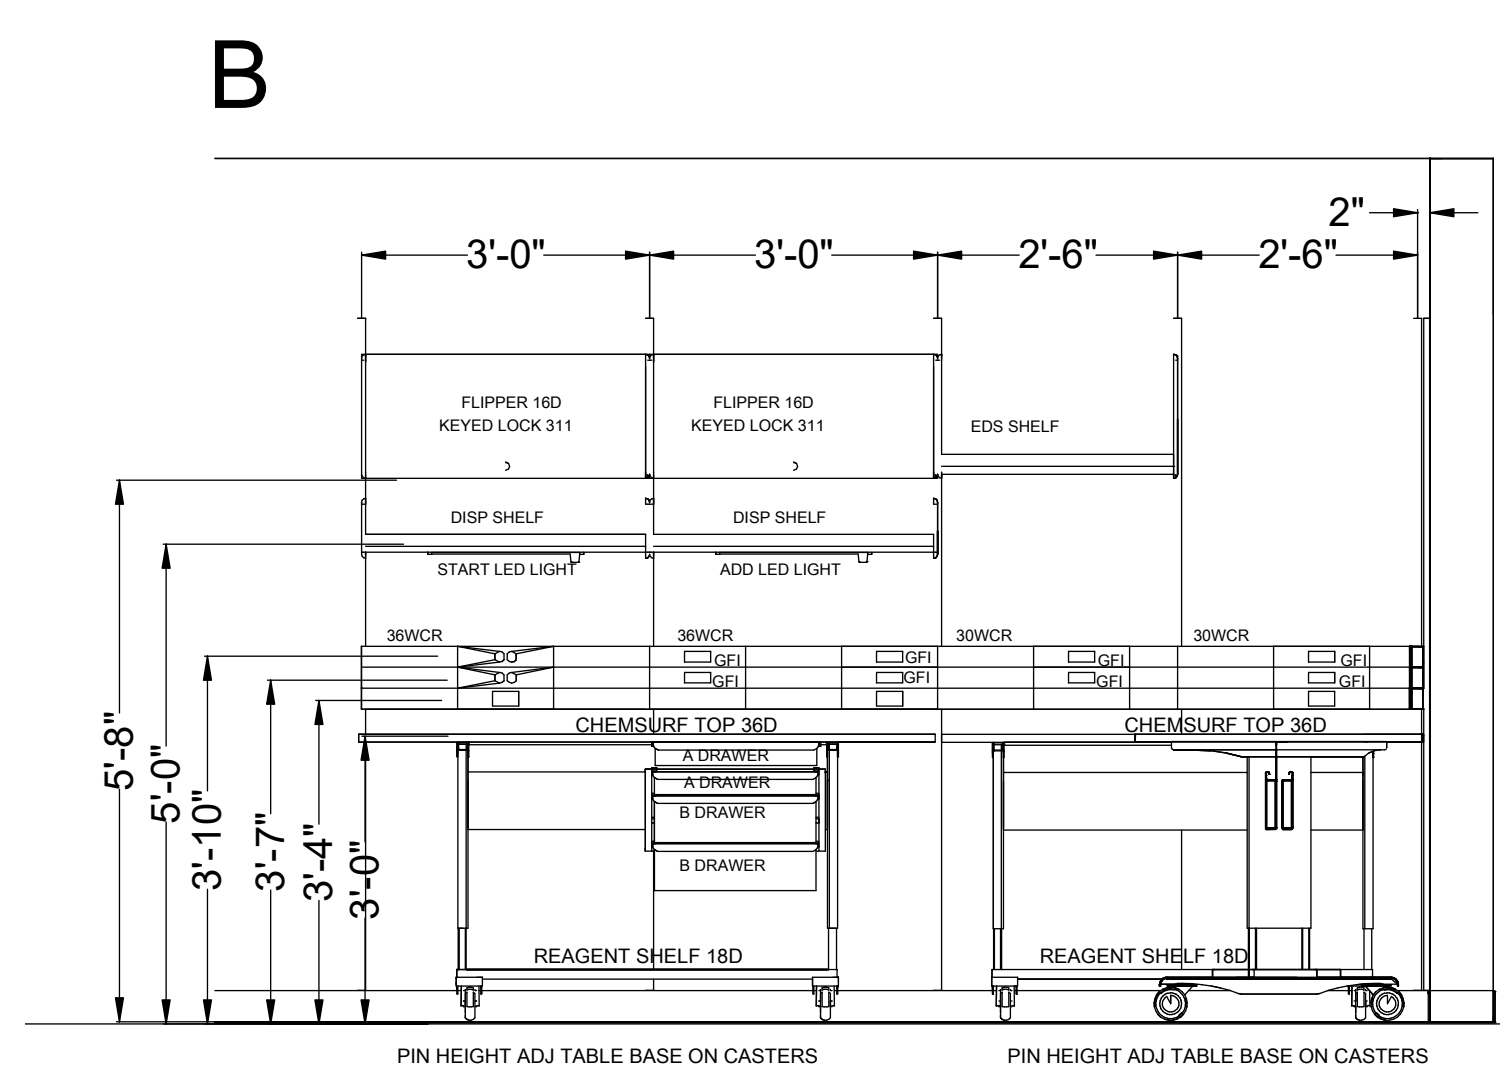 B
2"
3'-0" 3'-0" 2'-6" 2'-6"
FLIPPER 16D
KEYED LOCK 311
FLIPPER 16D
KEYED LOCK 311
EDS SHELF
DISP SHELF
DISP SHELF
START LED LIGHT
ADD LED LIGHT
36WCR
36WCR
30WCR
30WCR
GFI
GFI
GFI
GFI
GFI
GFI
GFI
GFI
CHEMSURF TOP 36D
CHEMSURF TOP 36D
A DRAWER
A DRAWER
B DRAWER
B DRAWER
5'-8"
5'-0"
3'-10"
3'-7"
3'-4"
3'-0"
REAGENT SHELF 18D
REAGENT SHELF 18D
PIN HEIGHT ADJ TABLE BASE ON CASTERS
PIN HEIGHT ADJ TABLE BASE ON CASTERS